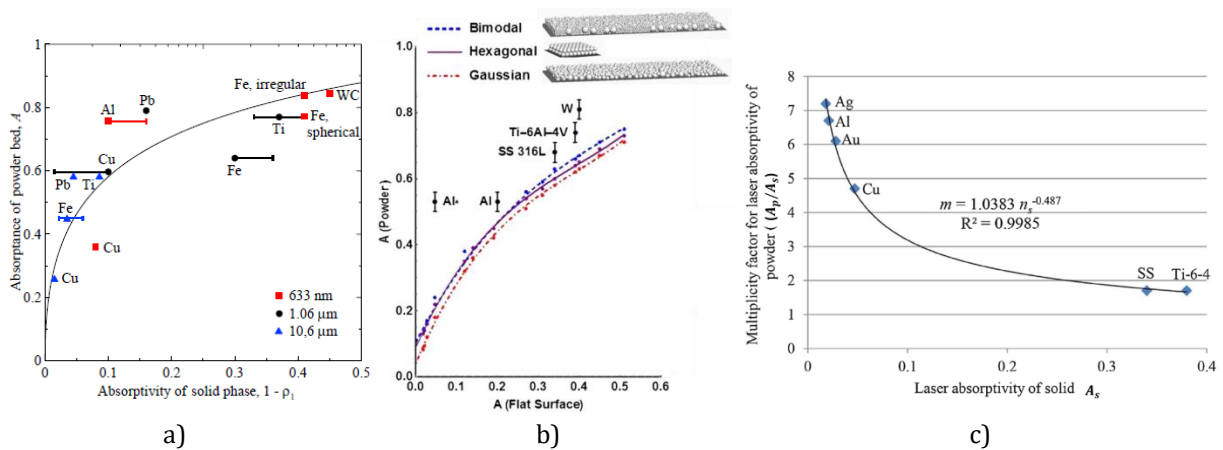 a)
Absorptance of powder bed, A
1
0.8
0.6
0.4
0.2
0
0
0.1
0.2
0.3
0.4
0.5
Absorptivity of solid phase, 1 - ρ₁
Fe, irregular
WC
Pb
Al
Ti
Fe,
spherical
Cu
Fe
Pb
Ti
Fe
Cu
Cu
633 nm
1.06 µm
10,6 µm
b)
Bimodal
Hexagonal
Gaussian
A (Powder)
1.0
0.8
0.6
0.4
0.2
0.0
0.0
0.1
0.2
0.3
0.4
0.5
0.6
A (Flat Surface)
W
Ti–6Al–4V
SS 316L
Al*
Al
c)
Multiplicity factor for laser absorptivity of
powder ( (Aₚ/Aₛ)
8
7
6
5
4
3
2
1
0
0
0.1
0.2
0.3
0.4
Laser absorptivity of solid Aₛ
Ag
Al
Au
Cu
m = 1.0383 nₛ^-0.487
R² = 0.9985
SS
Ti-6-4